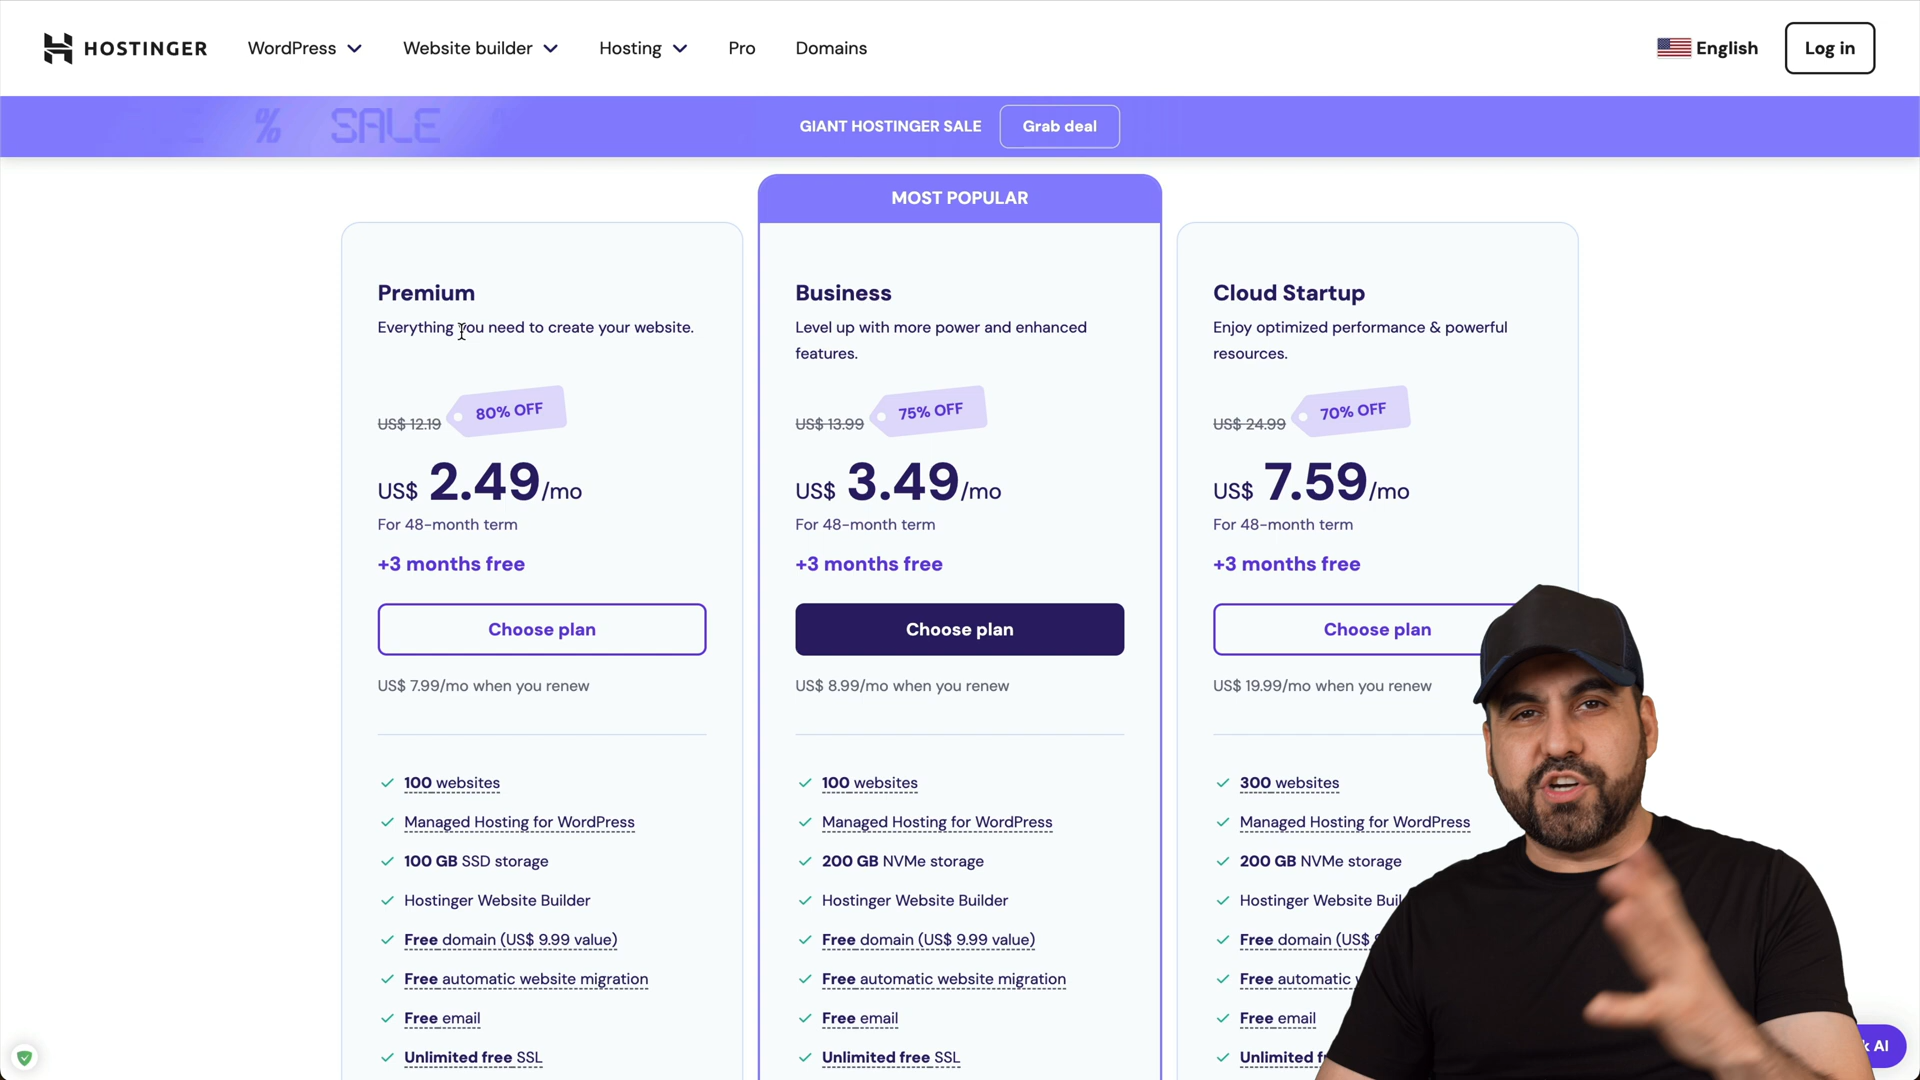 HOSTINGER
WordPress
Website builder
Hosting
Pro
Domains
English
Log in
% SALE
GIANT HOSTINGER SALE
Grab deal
MOST POPULAR
Premium
Everything you need to create your website.
US$ 12.19
80% OFF
US$ 2.49/mo
For 48-month term
+3 months free
Choose plan
US$ 7.99/mo when you renew
100 websites
Managed Hosting for WordPress
100 GB SSD storage
Hostinger Website Builder
Free domain (US$ 9.99 value)
Free automatic website migration
Free email
Unlimited free SSL
Business
Level up with more power and enhanced
features.
US$ 13.99
75% OFF
US$ 3.49/mo
For 48-month term
+3 months free
Choose plan
US$ 8.99/mo when you renew
100 websites
Managed Hosting for WordPress
200 GB NVMe storage
Hostinger Website Builder
Free domain (US$ 9.99 value)
Free automatic website migration
Free email
Unlimited free SSL
Cloud Startup
Enjoy optimized performance & powerful
resources.
US$ 24.99
70% OFF
US$ 7.59/mo
For 48-month term
+3 months free
Choose plan
US$ 19.99/mo when you renew
300 websites
Managed Hosting for WordPress
200 GB NVMe storage
Hostinger Website
Free domain (US$
Free automatic
Free email
Unlimited
AI